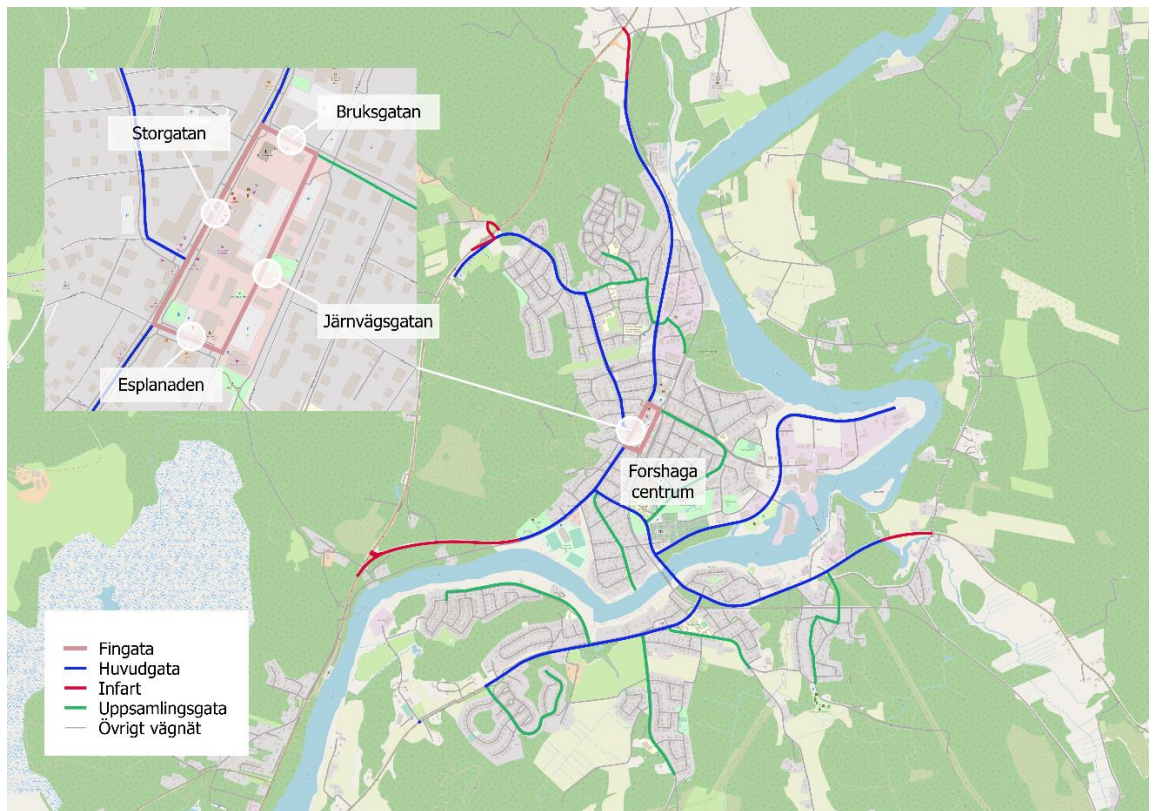 Bruksgatan
Storgatan
Järnvägsgatan
Esplanaden
Forshaga
centrum
Fingata
Huvudgata
Infart
Uppsamlingsgata
Övrigt vägnät